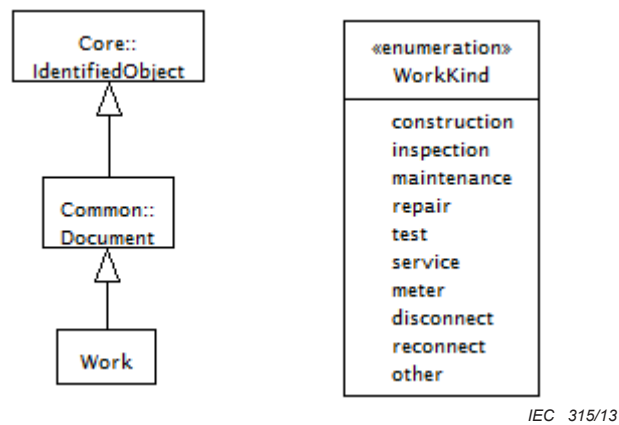 Core::
IdentifiedObject
Common::
Document
Work
«enumeration»
WorkKind
construction
inspection
maintenance
repair
test
service
meter
disconnect
reconnect
other
IEC 315/13